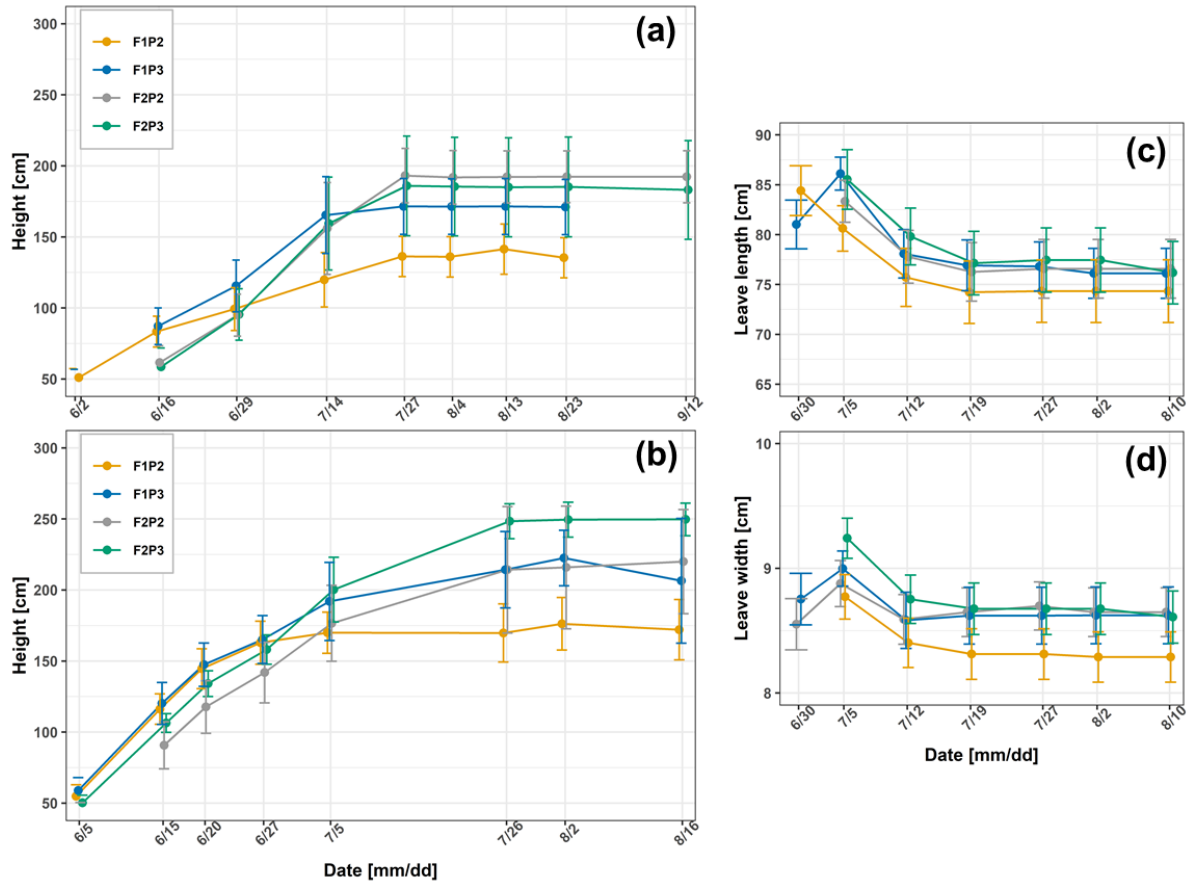 (a)
Height [cm]
300
250
200
150
100
50
F1P2
F1P3
F2P2
F2P3
6/2
6/16
6/29
7/14
7/27
8/4
8/13
8/23
9/12
(b)
Height [cm]
300
250
200
150
100
50
F1P2
F1P3
F2P2
F2P3
6/5
6/15
6/20
6/27
7/5
7/26
8/2
8/16
Date [mm/dd]
(c)
Leave length [cm]
90
85
80
75
70
65
6/30
7/5
7/12
7/19
7/27
8/2
8/10
(d)
Leave width [cm]
10
9
8
6/30
7/5
7/12
7/19
7/27
8/2
8/10
Date [mm/dd]